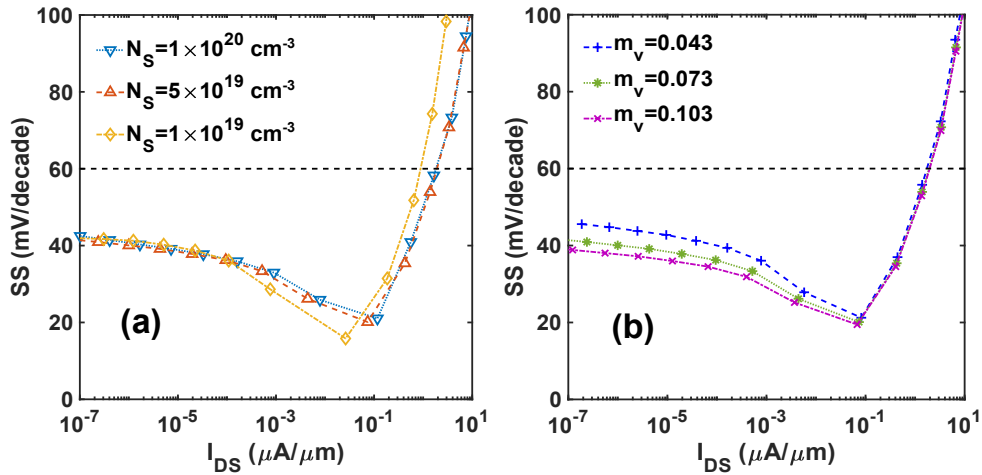 N_S=1×10^20 cm^-3
N_S=5×10^19 cm^-3
N_S=1×10^19 cm^-3
(a)
SS (mV/decade)
100
80
60
40
20
0
10^-7
10^-5
10^-3
10^-1
10^1
I_DS (μA/μm)
m_v=0.043
m_v=0.073
m_v=0.103
(b)
SS (mV/decade)
100
80
60
40
20
0
10^-7
10^-5
10^-3
10^-1
10^1
I_DS (μA/μm)